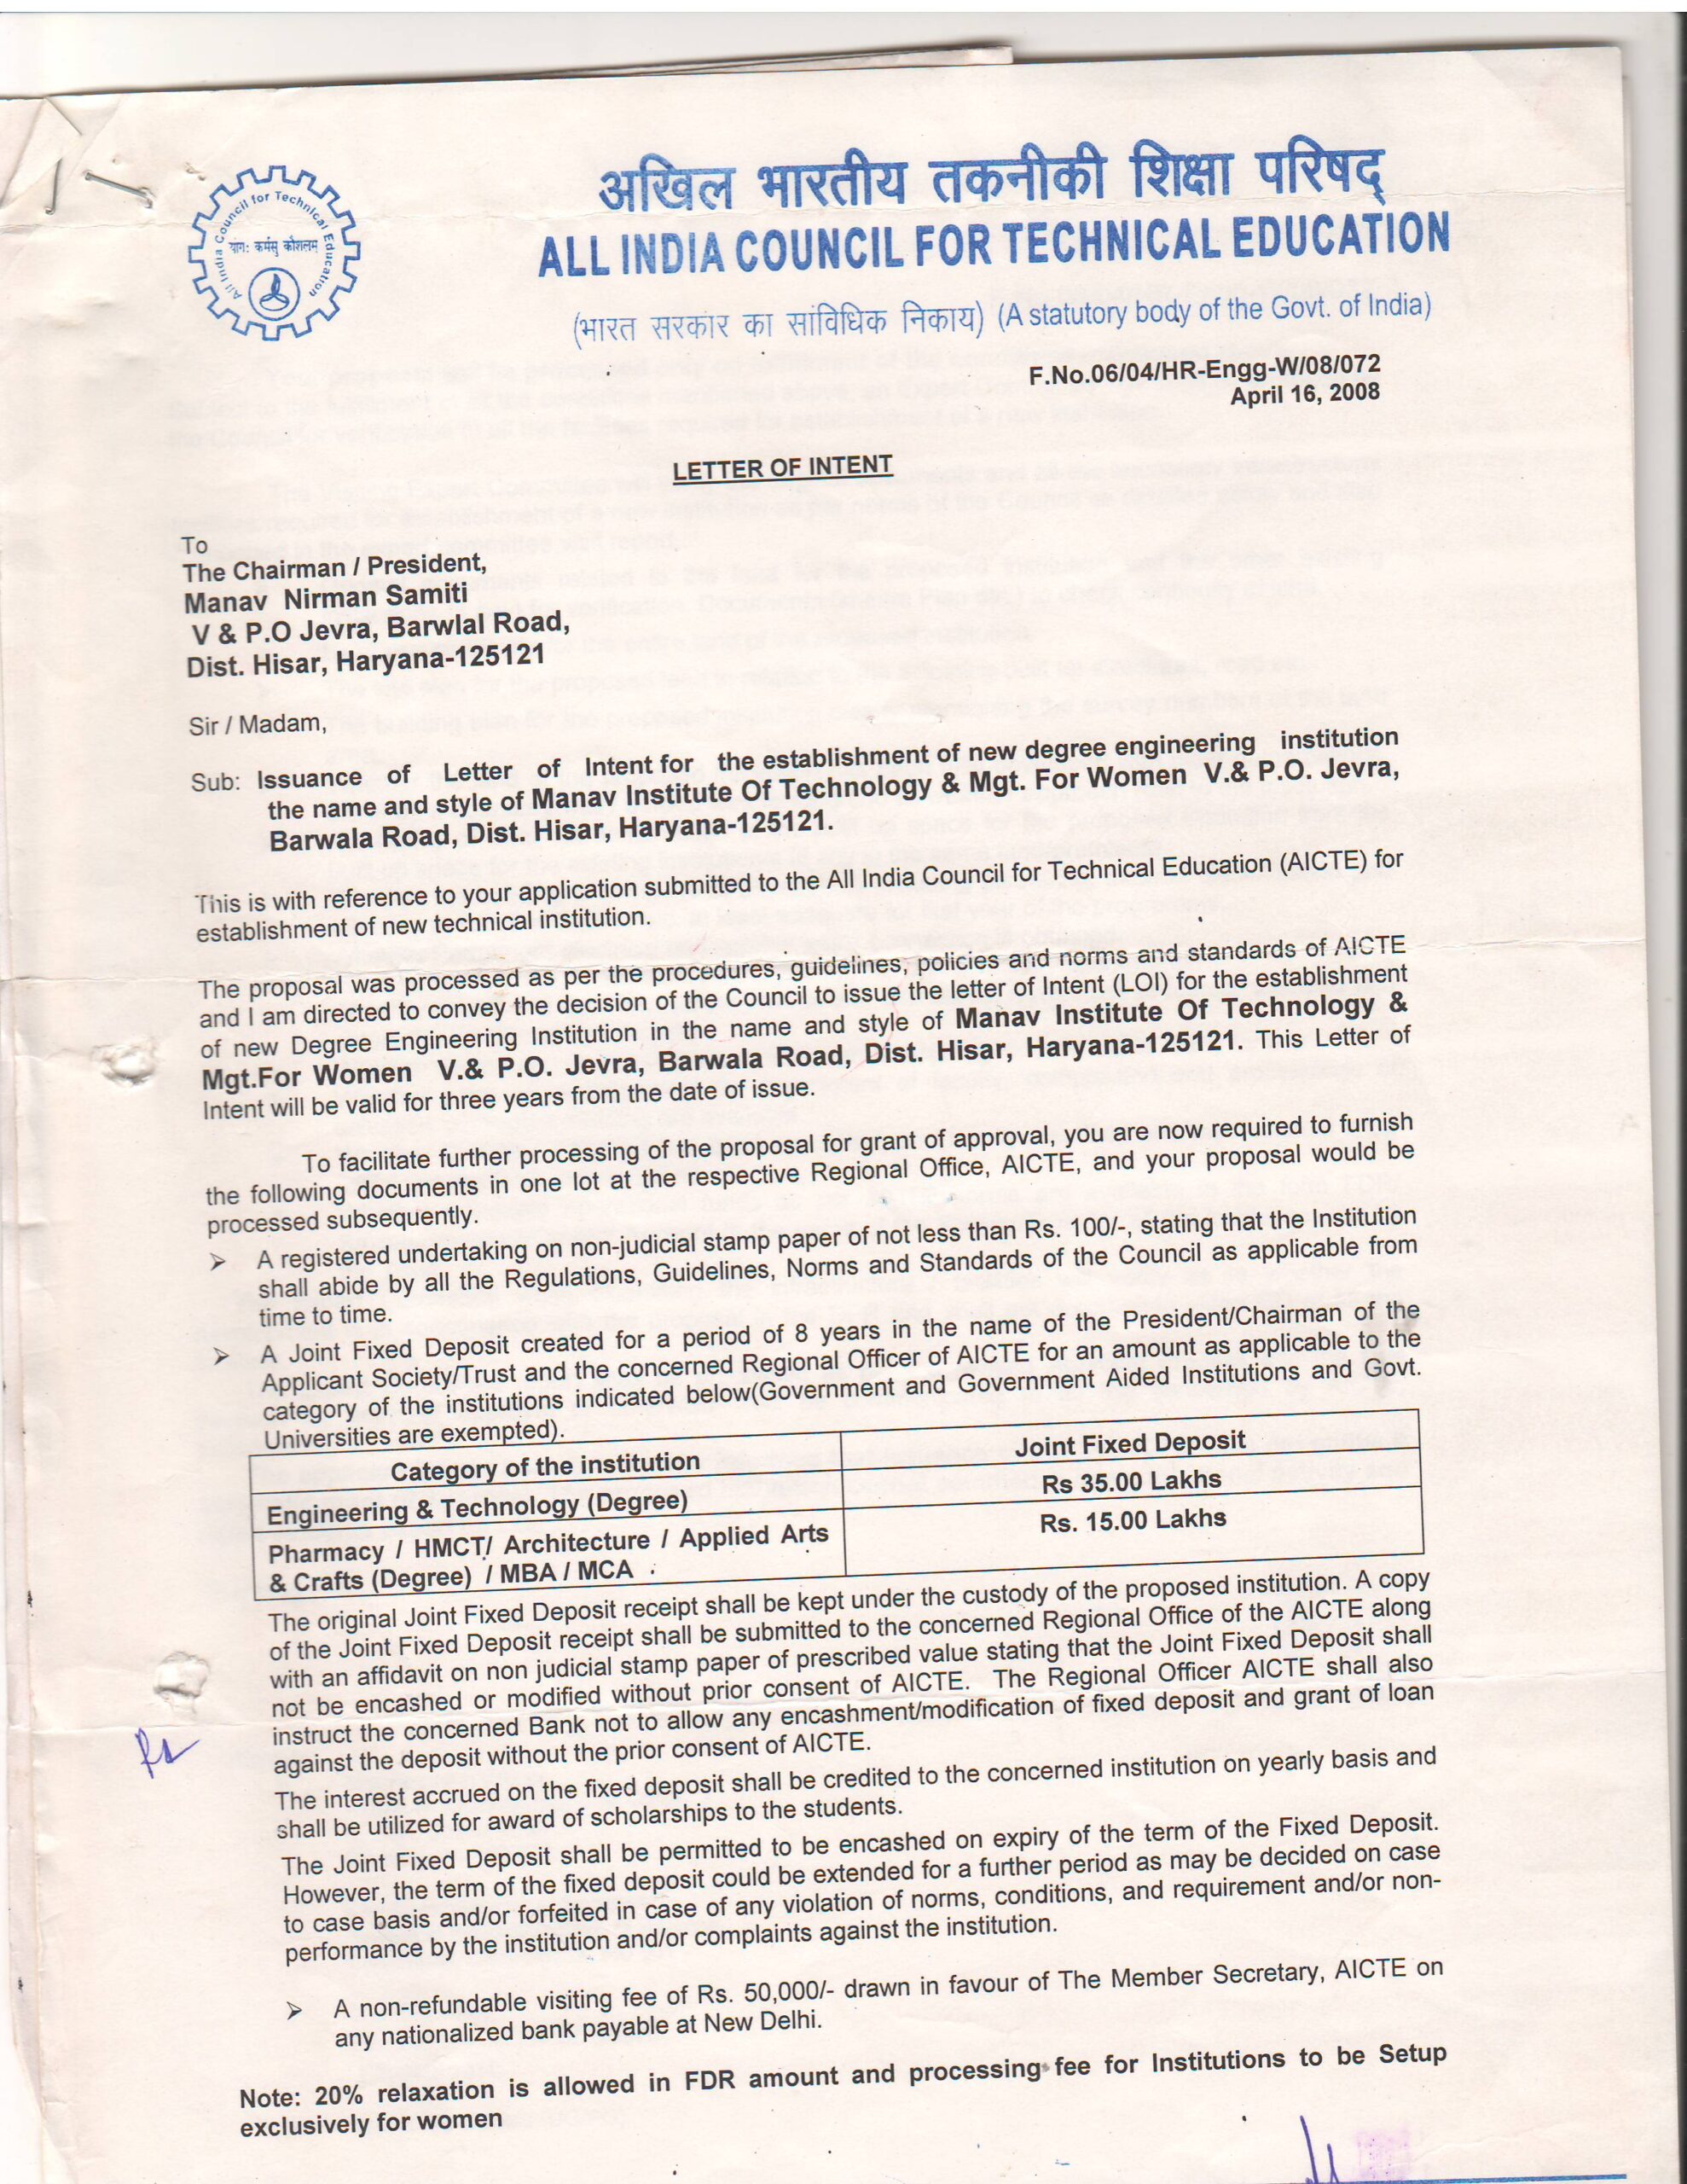 All India Council for Technical Education
योगः कर्मसु कौशलम्
अखिल भारतीय तकनीकी शिक्षा परिषद्
ALL INDIA COUNCIL FOR TECHNICAL EDUCATION
(भारत सरकार का सांविधिक निकाय) (A statutory body of the Govt. of India)
F.No.06/04/HR-Engg-W/08/072
April 16, 2008
LETTER OF INTENT
To
The Chairman / President,
Manav Nirman Samiti
V & P.O Jevra, Barwlal Road,
Dist. Hisar, Haryana-125121
Sir / Madam,
Sub: Issuance of Letter of Intent for the establishment of new degree engineering institution
the name and style of Manav Institute Of Technology & Mgt. For Women V.& P.O. Jevra,
Barwala Road, Dist. Hisar, Haryana-125121.
This is with reference to your application submitted to the All India Council for Technical Education (AICTE) for
establishment of new technical institution.
The proposal was processed as per the procedures, guidelines, policies and norms and standards of AICTE
and I am directed to convey the decision of the Council to issue the letter of Intent (LOI) for the establishment
of new Degree Engineering Institution in the name and style of Manav Institute Of Technology &
Mgt.For Women V.& P.O. Jevra, Barwala Road, Dist. Hisar, Haryana-125121. This Letter of
Intent will be valid for three years from the date of issue.
To facilitate further processing of the proposal for grant of approval, you are now required to furnish
the following documents in one lot at the respective Regional Office, AICTE, and your proposal would be
processed subsequently.
➢ A registered undertaking on non-judicial stamp paper of not less than Rs. 100/-, stating that the Institution
shall abide by all the Regulations, Guidelines, Norms and Standards of the Council as applicable from
time to time.
➢ A Joint Fixed Deposit created for a period of 8 years in the name of the President/Chairman of the
Applicant Society/Trust and the concerned Regional Officer of AICTE for an amount as applicable to the
category of the institutions indicated below(Government and Government Aided Institutions and Govt.
Universities are exempted).
Category of the institution Joint Fixed Deposit
Engineering & Technology (Degree) Rs 35.00 Lakhs
Pharmacy / HMCT/ Architecture / Applied Arts Rs. 15.00 Lakhs
& Crafts (Degree) / MBA / MCA
The original Joint Fixed Deposit receipt shall be kept under the custody of the proposed institution. A copy
of the Joint Fixed Deposit receipt shall be submitted to the concerned Regional Office of the AICTE along
with an affidavit on non judicial stamp paper of prescribed value stating that the Joint Fixed Deposit shall
not be encashed or modified without prior consent of AICTE. The Regional Officer AICTE shall also
instruct the concerned Bank not to allow any encashment/modification of fixed deposit and grant of loan
against the deposit without the prior consent of AICTE.
The interest accrued on the fixed deposit shall be credited to the concerned institution on yearly basis and
shall be utilized for award of scholarships to the students.
The Joint Fixed Deposit shall be permitted to be encashed on expiry of the term of the Fixed Deposit.
However, the term of the fixed deposit could be extended for a further period as may be decided on case
to case basis and/or forfeited in case of any violation of norms, conditions, and requirement and/or non-
performance by the institution and/or complaints against the institution.
➢ A non-refundable visiting fee of Rs. 50,000/- drawn in favour of The Member Secretary, AICTE on
any nationalized bank payable at New Delhi.
Note: 20% relaxation is allowed in FDR amount and processing fee for Institutions to be Setup
exclusively for women